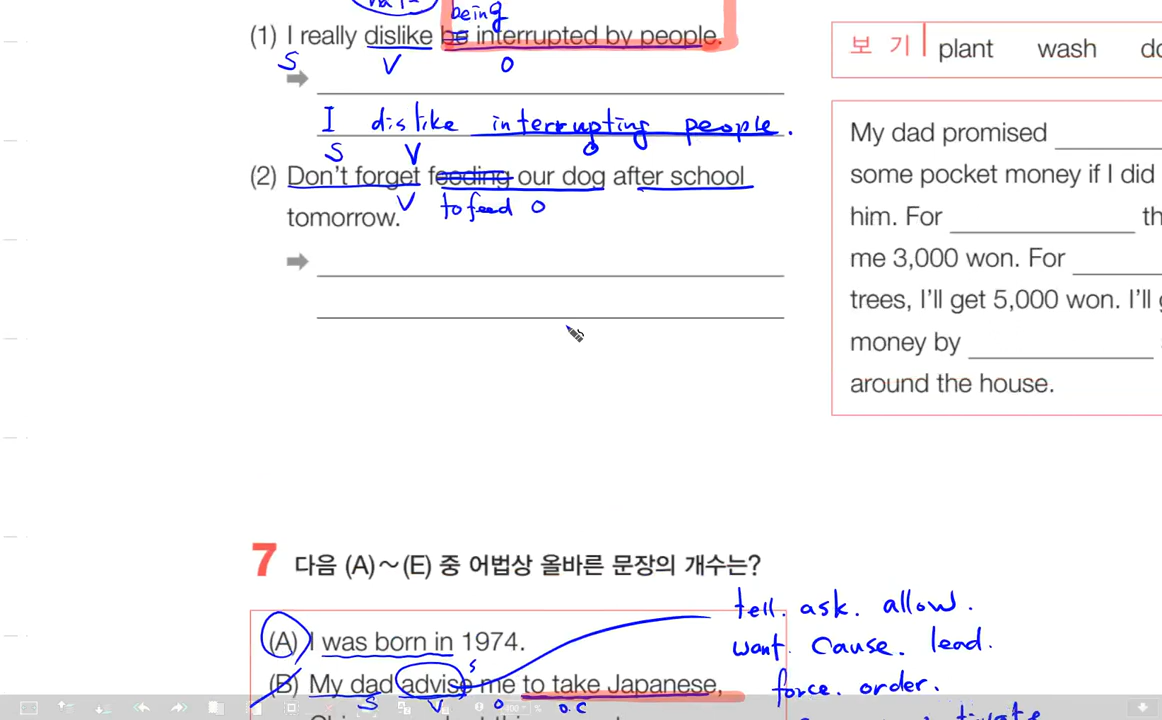 being
(1) I really dislike be interrupted by people.
S V O
➡
I dislike interrupting people.
S V O
(2) Don't forget feeding our dog after school
V to feed O
tomorrow.
➡
보 기 plant wash
My dad promised
some pocket money if I did
him. For
me 3,000 won. For
trees, I'll get 5,000 won. I'll
money by
around the house.
7 다음 (A)~(E) 중 어법상 올바른 문장의 개수는?
tell. ask. allow.
(A) I was born in 1974.
want. cause. lead.
s
(B) My dad advise me to take Japanese,
S V O O.C
force. order.